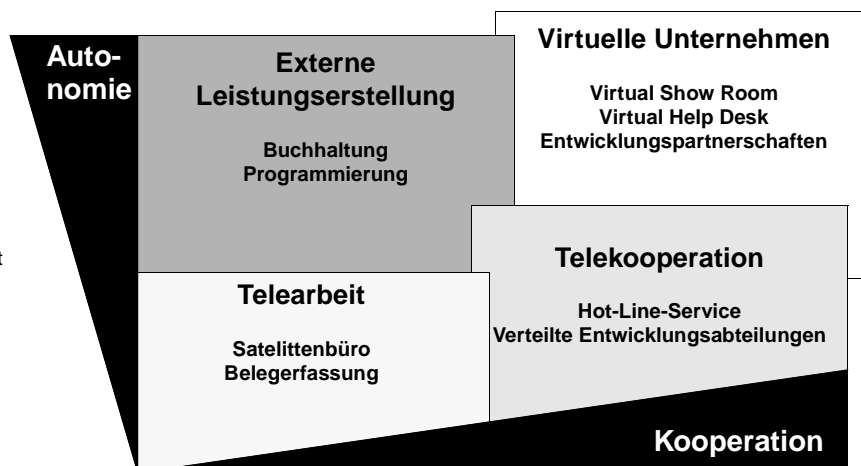 Auto-
nomie
Externe
Leistungserstellung
Buchhaltung
Programmierung
Virtuelle Unternehmen
Virtual Show Room
Virtual Help Desk
Entwicklungspartnerschaften
t
Telearbeit
Satelittenbüro
Belegerfassung
Telekooperation
Hot-Line-Service
Verteilte Entwicklungsabteilungen
Kooperation